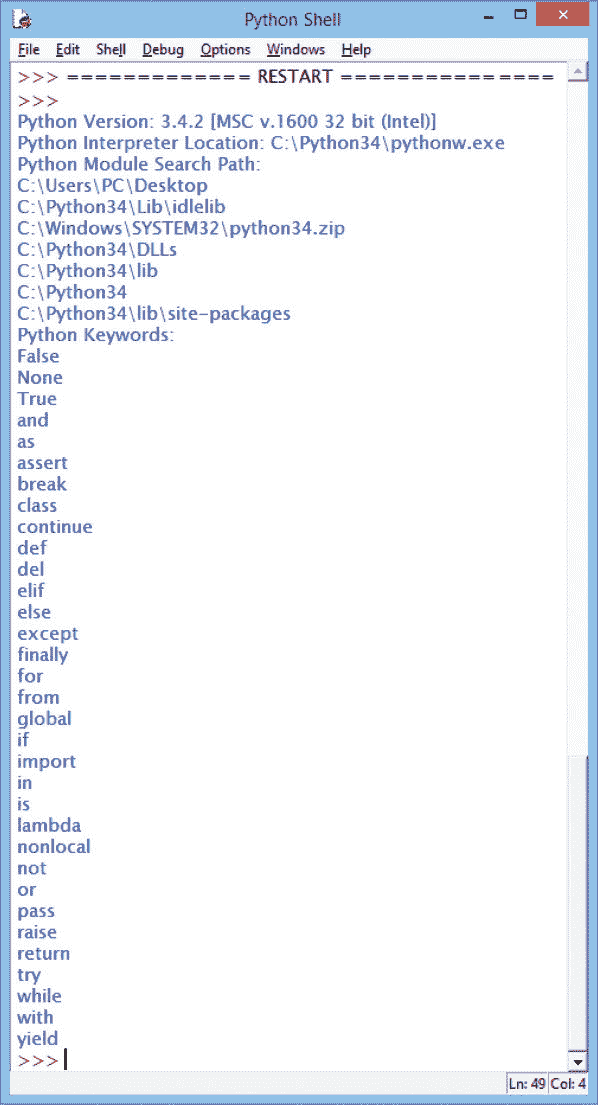 Python Shell
File Edit Shell Debug Options Windows Help
>>> ============= RESTART ===============
>>>
Python Version: 3.4.2 [MSC v.1600 32 bit (Intel)]
Python Interpreter Location: C:\Python34\pythonw.exe
Python Module Search Path:
C:\Users\PC\Desktop
C:\Python34\Lib\idlelib
C:\Windows\SYSTEM32\python34.zip
C:\Python34\DLLs
C:\Python34\lib
C:\Python34
C:\Python34\lib\site-packages
Python Keywords:
False
None
True
and
as
assert
break
class
continue
def
del
elif
else
except
finally
for
from
global
if
import
in
is
lambda
nonlocal
not
or
pass
raise
return
try
while
with
yield
>>>
Ln: 49 Col: 4